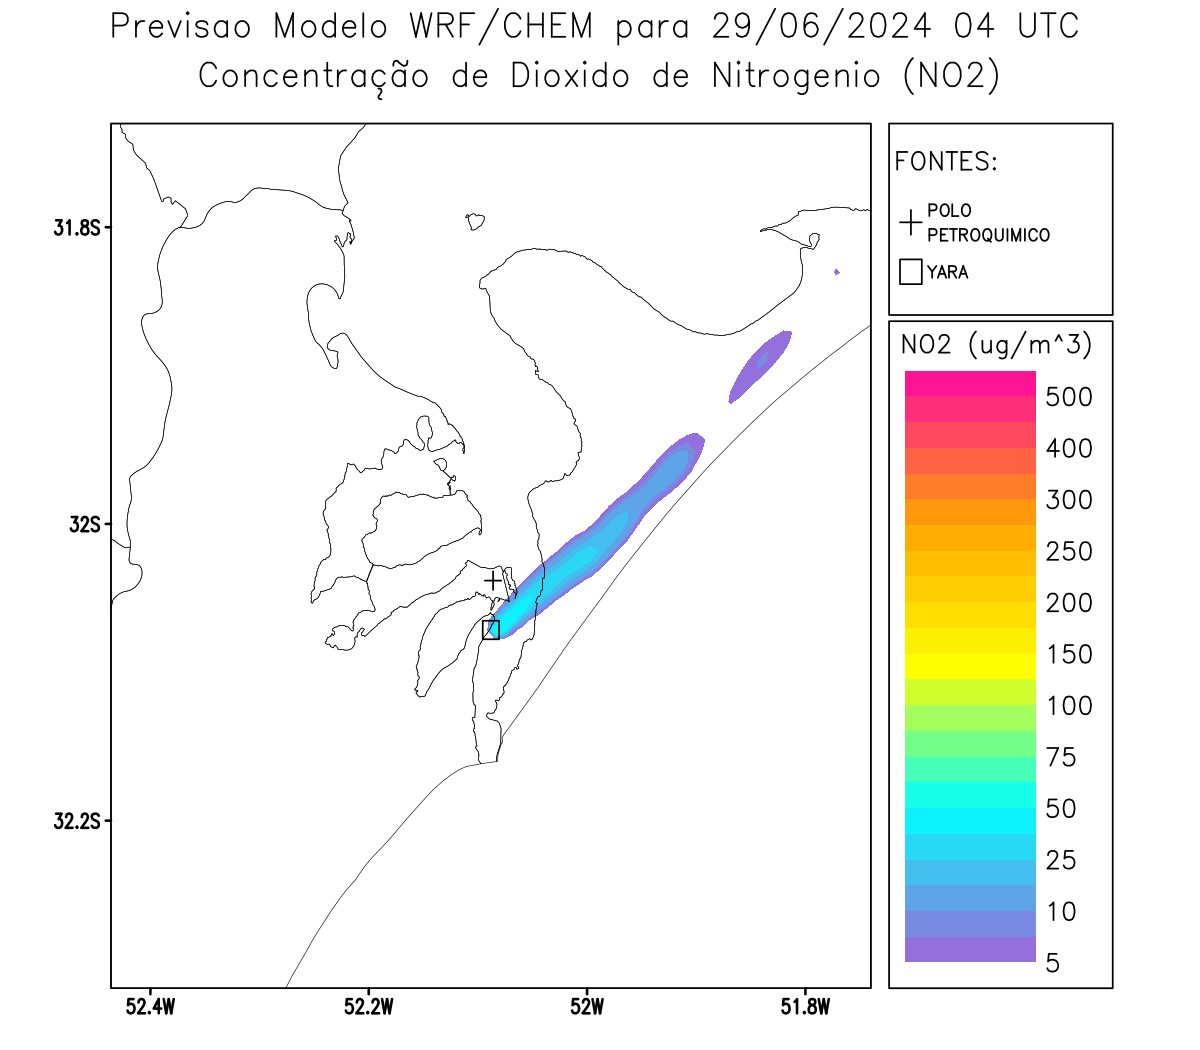 Previsao Modelo WRF/CHEM para 29/06/2024 04 UTC
Concentração de Dioxido de Nitrogenio (NO2)
FONTES:
POLO
PETROQUIMICO
YARA
NO2 (ug/m^3)
500
400
300
250
200
150
100
75
50
25
10
5
31.8S
32S
32.2S
52.4W
52.2W
52W
51.8W